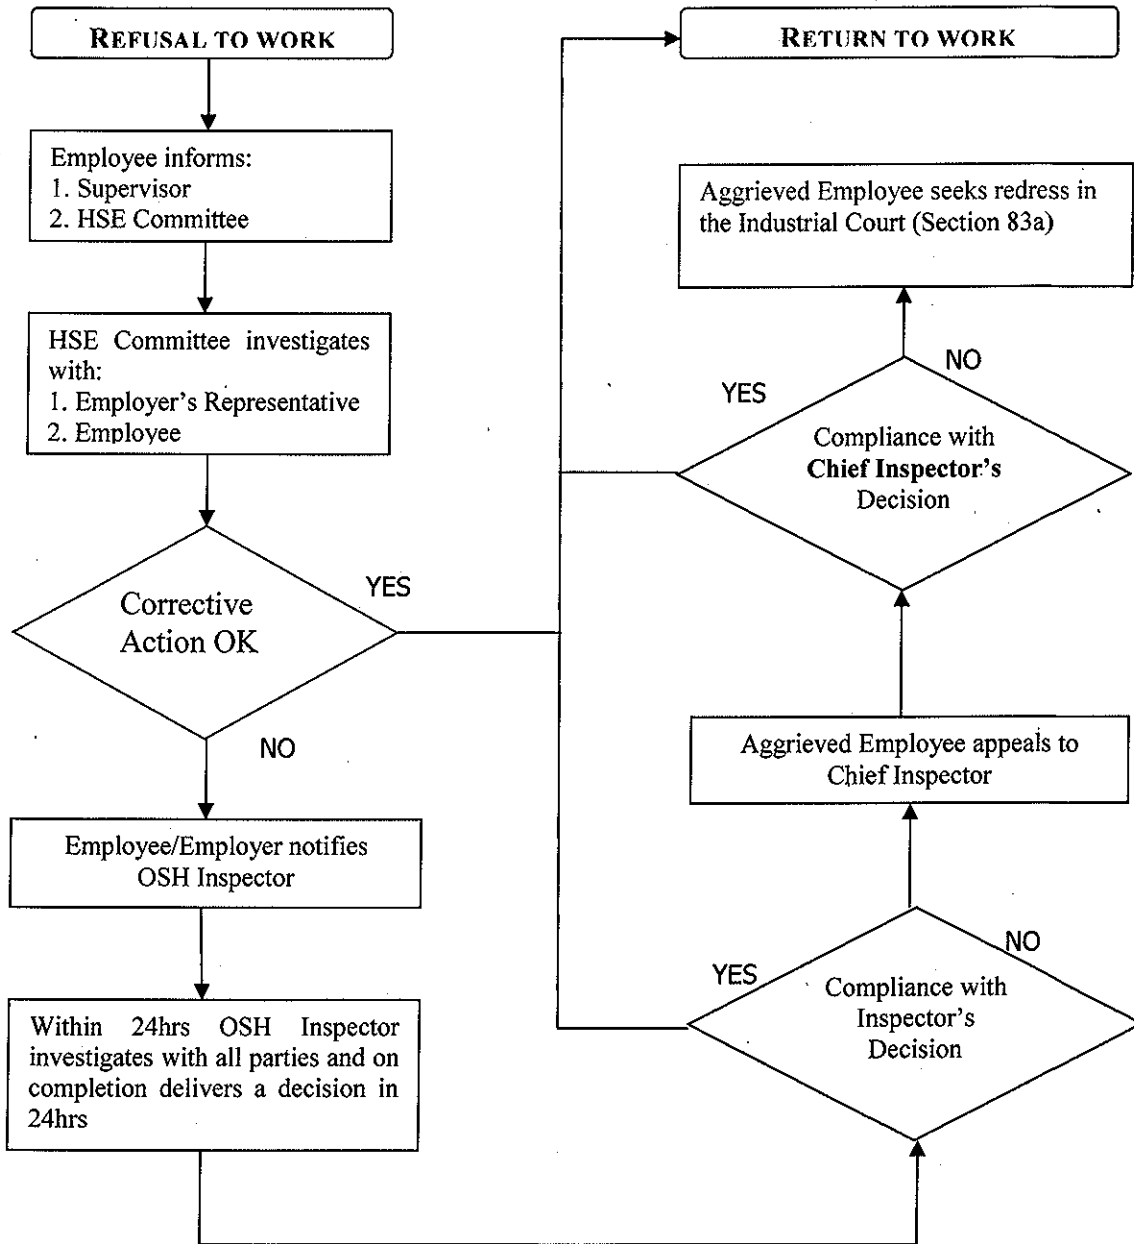 REFUSAL TO WORK
Employee informs:
1. Supervisor
2. HSE Committee
HSE Committee investigates
with:
1. Employer's Representative
2. Employee
Corrective
Action OK
YES
NO
Employee/Employer notifies
OSH Inspector
Within 24hrs OSH Inspector
investigates with all parties and on
completion delivers a decision in
24hrs
Compliance with
Inspector's
Decision
YES
NO
Aggrieved Employee appeals to
Chief Inspector
Compliance with
Chief Inspector's
Decision
YES
NO
Aggrieved Employee seeks redress in
the Industrial Court (Section 83a)
RETURN TO WORK